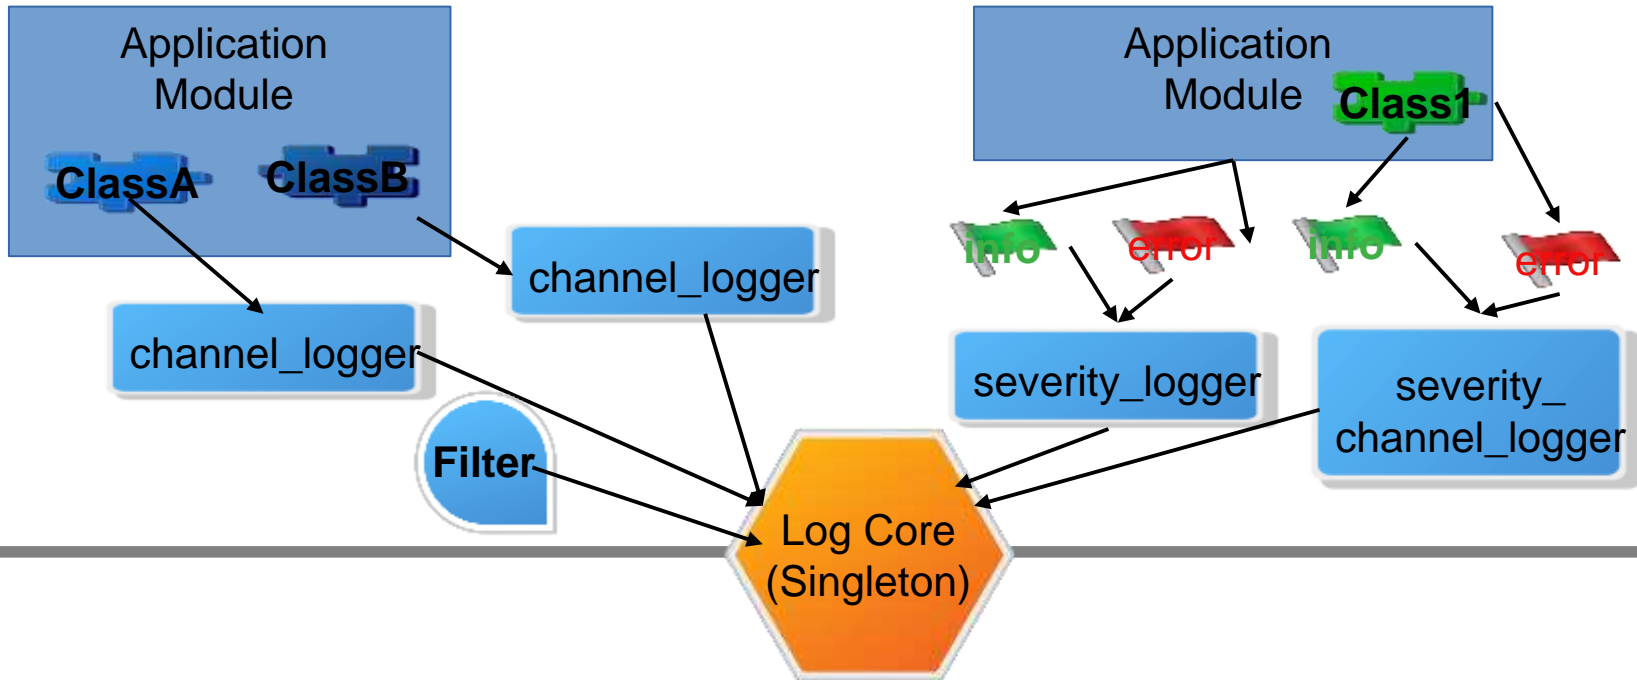 Application
Module
ClassA
ClassB
channel_logger
channel_logger
Filter
Application
Module
Class1
info
error
info
error
severity_logger
severity_
channel_logger
Log Core
(Singleton)